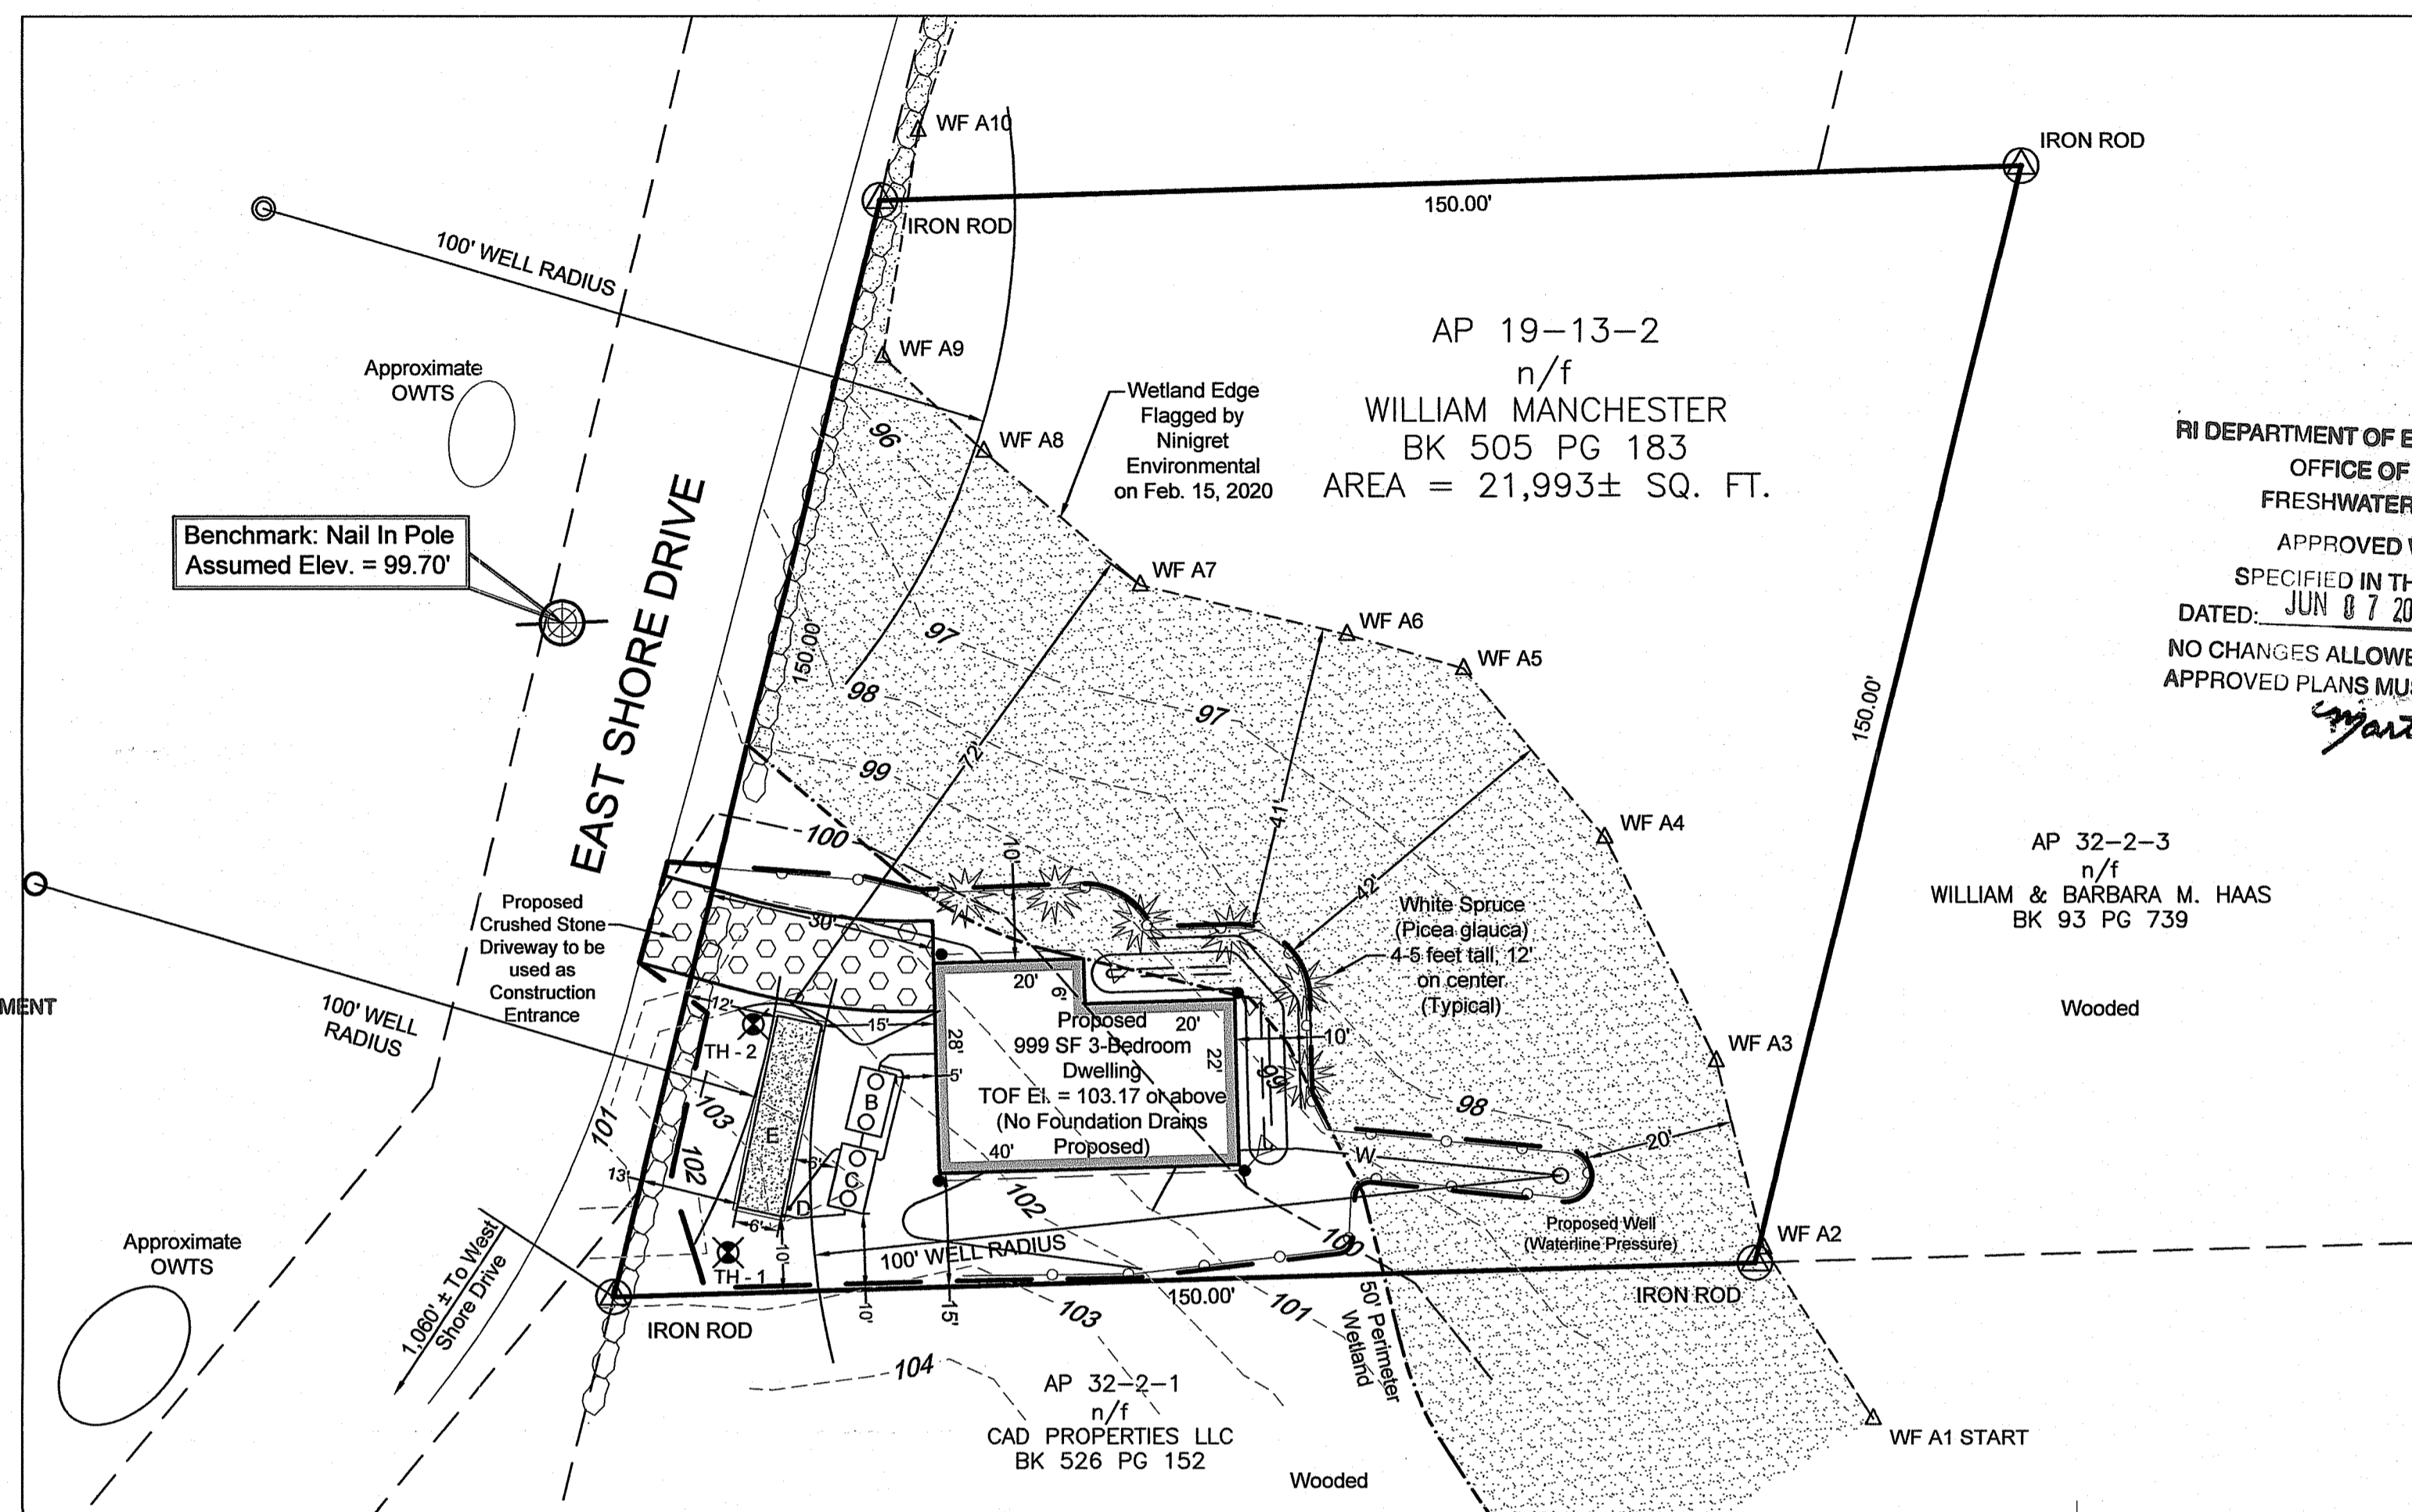 WF A10
IRON ROD
IRON ROD
150.00'
100' WELL RADIUS
WF A9
Approximate
OWTS
AP 19-13-2
n/f
WILLIAM MANCHESTER
BK 505 PG 183
AREA = 21,993± SQ. FT.
Wetland Edge
Flagged by
Ninigret
Environmental
on Feb. 15, 2020
96
WF A8
RI DEPARTMENT OF E
OFFICE OF
FRESHWATER
APPROVED
SPECIFIED IN TH
DATED: JUN 07 20
NO CHANGES ALLOWE
APPROVED PLANS MUS
Benchmark: Nail In Pole
Assumed Elev. = 99.70'
EAST SHORE DRIVE
150.00'
WF A7
WF A6
WF A5
97
98
97
99
72'
41'
42'
150.00'
100
10'
WF A4
AP 32-2-3
n/f
WILLIAM & BARBARA M. HAAS
BK 93 PG 739
Wooded
Proposed
Crushed Stone
Driveway to be
used as
Construction
Entrance
30'
White Spruce
(Picea glauca)
4-5 feet tall, 12'
on center
(Typical)
MENT
100' WELL
RADIUS
12'
TH - 2
15'
20'
6'
20'
28'
22'
10'
5'
Proposed
999 SF 3-Bedroom
Dwelling
TOF El. = 103.17 or above
(No Foundation Drains
Proposed)
40'
99
WF A3
98
20'
101
103
102
B
E
C
D
6'
13'
6'
10'
W
Proposed Well
(Waterline Pressure)
102
100
100' WELL RADIUS
WF A2
IRON ROD
Approximate
OWTS
1,060' ± To West
Shore Drive
TH - 1
IRON ROD
10'
15'
150.00'
103
101
104
50' Perimeter
Wetland
AP 32-2-1
n/f
CAD PROPERTIES LLC
BK 526 PG 152
Wooded
WF A1 START